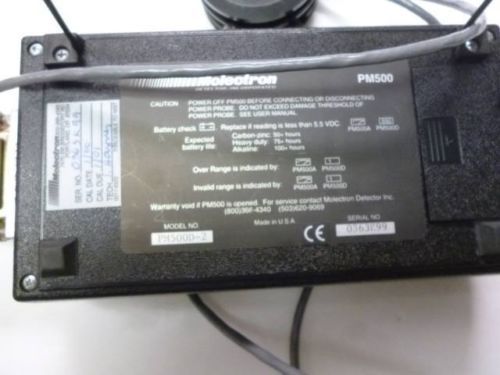 Molectron
DETECTOR, INCORPORATED
PM500
CAUTION POWER OFF PM500 BEFORE CONNECTING OR DISCONNECTING
POWER PROBE. DO NOT EXCEED DAMAGE THRESHOLD OF
POWER PROBE. SEE USER MANUAL.
Battery check Replace if reading is less than 5.5 VDC. PM500A PM500D
Expected battery life:
Carbon-zinc: 50+ hours
Heavy duty: 75+ hours
Alkaline: 100+ hours
Over Range is indicated by: PM500A PM500D
Invalid range is indicated by: PM500A PM500D
Warranty void if PM500 is opened. For service contact Molectron Detector Inc.
(800)366-4340 (503)620-9069
MODEL NO.
PM500D-2
Made in U.S.A
CE
SERIAL NO
0363E99
Molectron
SER NO.
CAL DATE
CAL DUE
TECH.